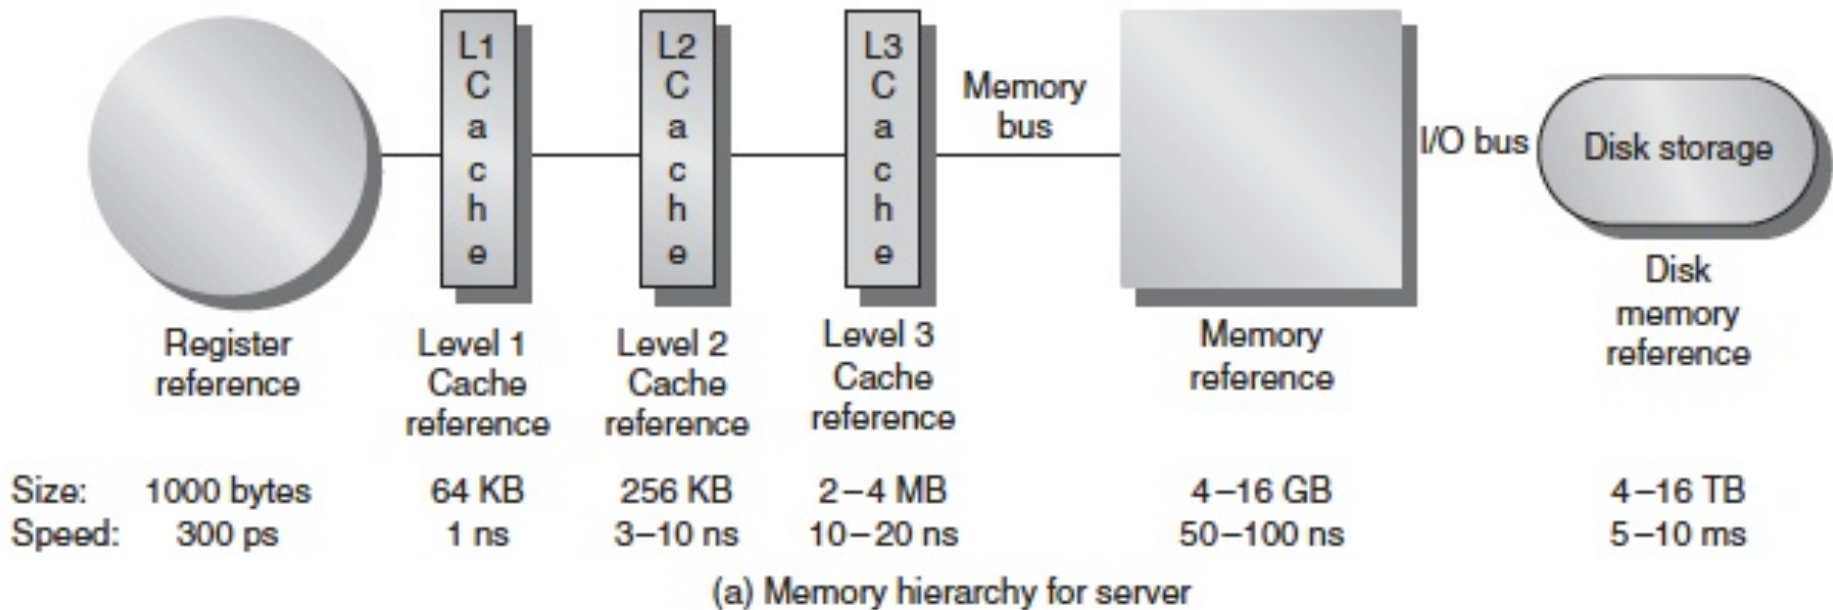 L1
C
a
c
h
e
L2
C
a
c
h
e
L3
C
a
c
h
e
Memory
bus
I/O bus
Disk storage
Register
reference
Level 1
Cache
reference
Level 2
Cache
reference
Level 3
Cache
reference
Memory
reference
Disk
memory
reference
Size: 1000 bytes 64 KB 256 KB 2–4 MB 4–16 GB 4–16 TB
Speed: 300 ps 1 ns 3–10 ns 10–20 ns 50–100 ns 5–10 ms
(a) Memory hierarchy for server